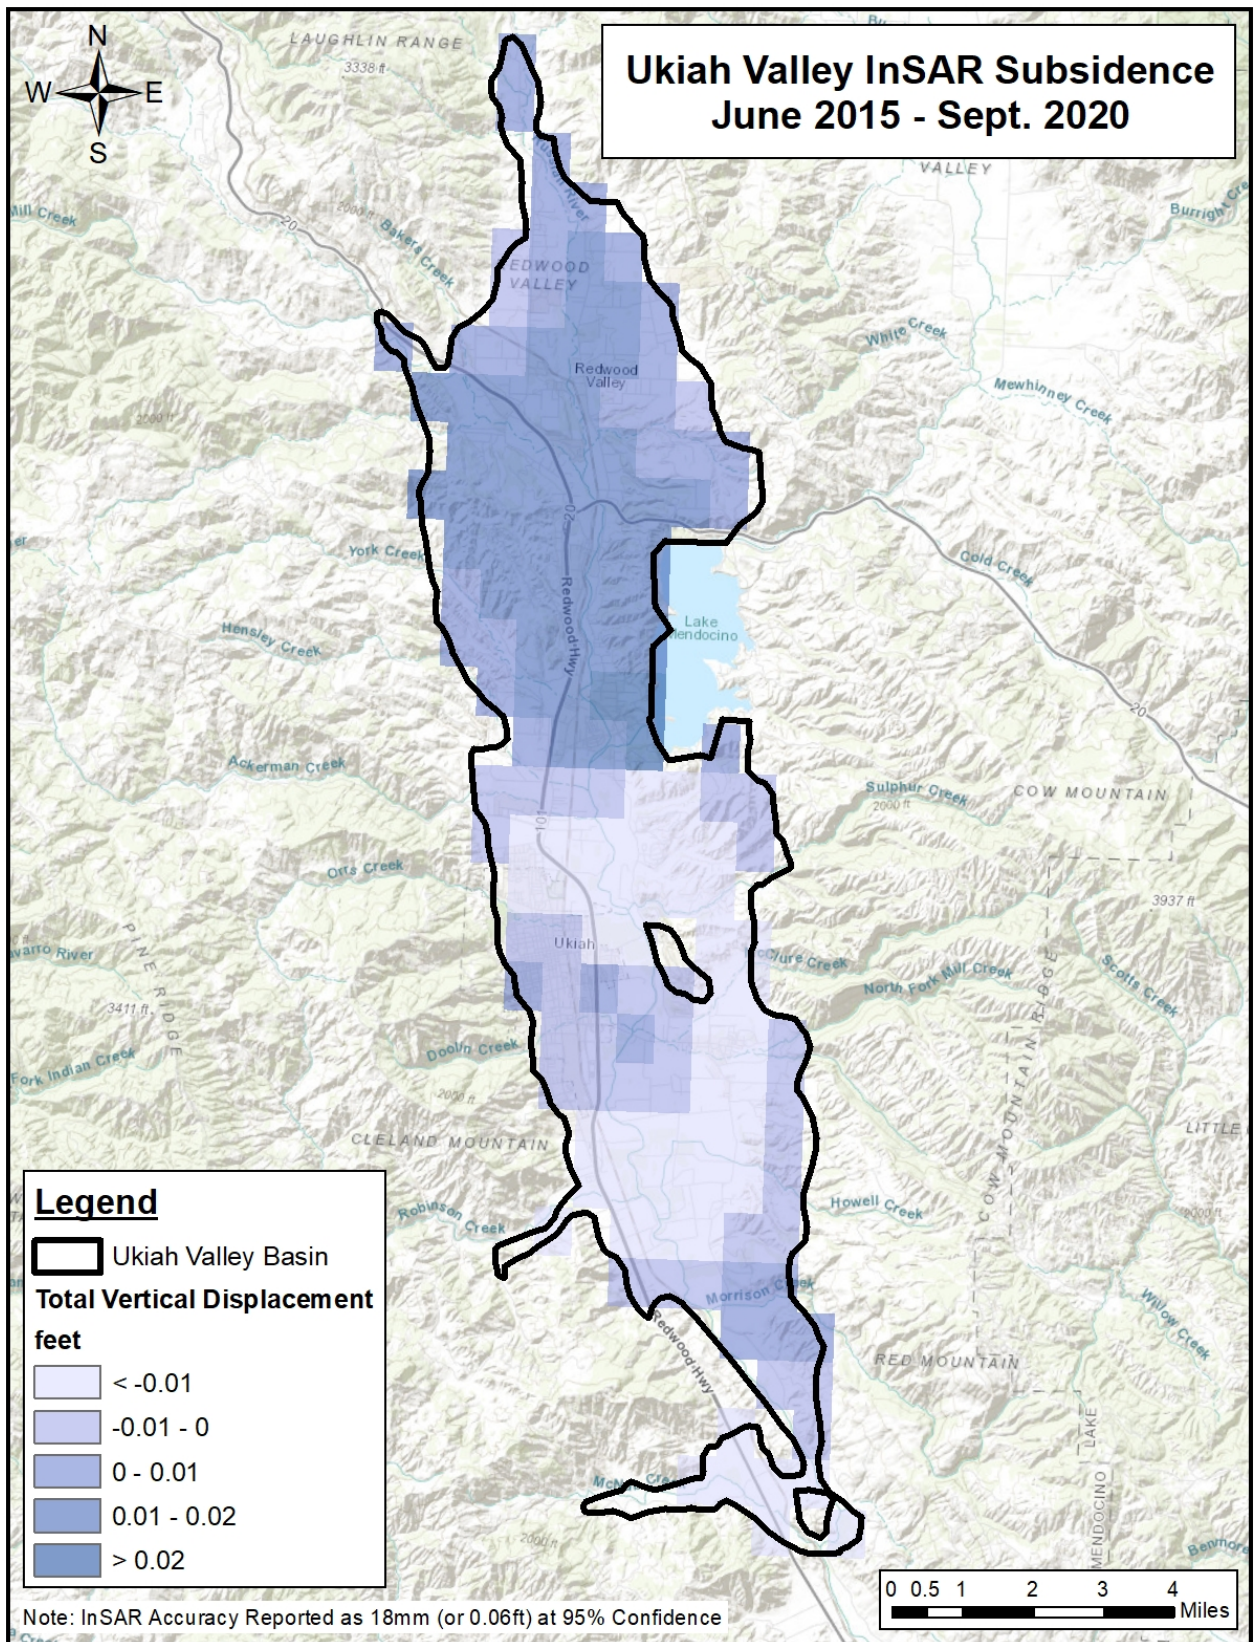 N
W
E
S
LAUGHLIN RANGE
3338 ft
Ukiah Valley InSAR Subsidence
June 2015 - Sept. 2020
VALLEY
Mill Creek
2000 ft
20
Bakers Creek
River
REDWOOD
VALLEY
White Creek
Redwood
Valley
Mewhinney Creek
2000 ft
20
York Creek
Cold Creek
Redwood Hwy
Lake
Mendocino
Hensley Creek
20
Ackerman Creek
Sulphur Creek
2000 ft
COW MOUNTAIN
101
Orrs Creek
3937 ft
PINE RIDGE
Ukiah
McClure Creek
North Fork Mill Creek
Scotts Creek
Navarro River
3411 ft
COW MOUNTAIN RIDGE
Doolin Creek
Fork Indian Creek
2000 ft
CLELAND MOUNTAIN
LITTLE
Robinson Creek
Howell Creek
2000 ft
Morrison Creek
Willow Creek
Redwood Hwy
RED MOUNTAIN
LAKE
MENDOCINO
2000 ft
Legend
Ukiah Valley Basin
Total Vertical Displacement
feet
< -0.01
-0.01 - 0
0 - 0.01
0.01 - 0.02
> 0.02
0 0.5 1 2 3 4
Miles
Note: InSAR Accuracy Reported as 18mm (or 0.06ft) at 95% Confidence